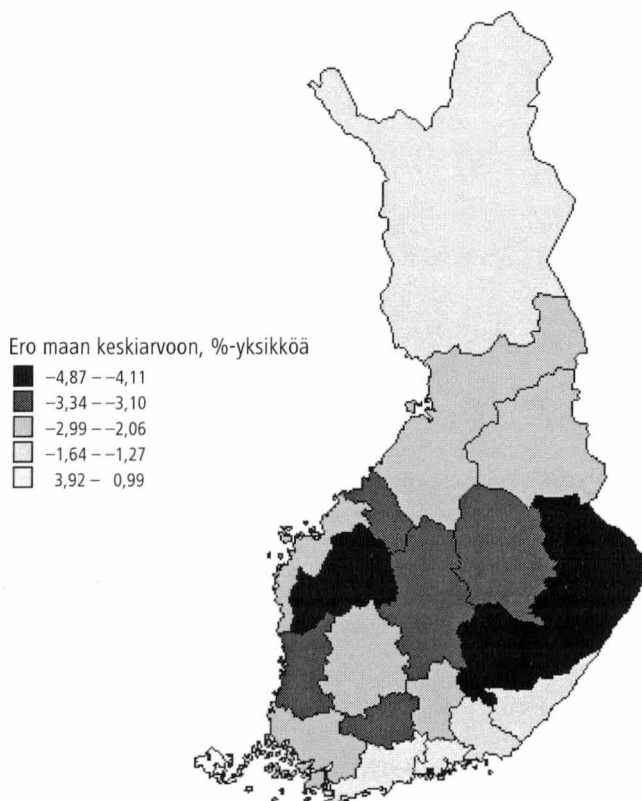 Ero maan keskiarvoon, %-yksikköä
−4,87 − −4,11
−3,34 − −3,10
−2,99 − −2,06
−1,64 − −1,27
3,92 − 0,99